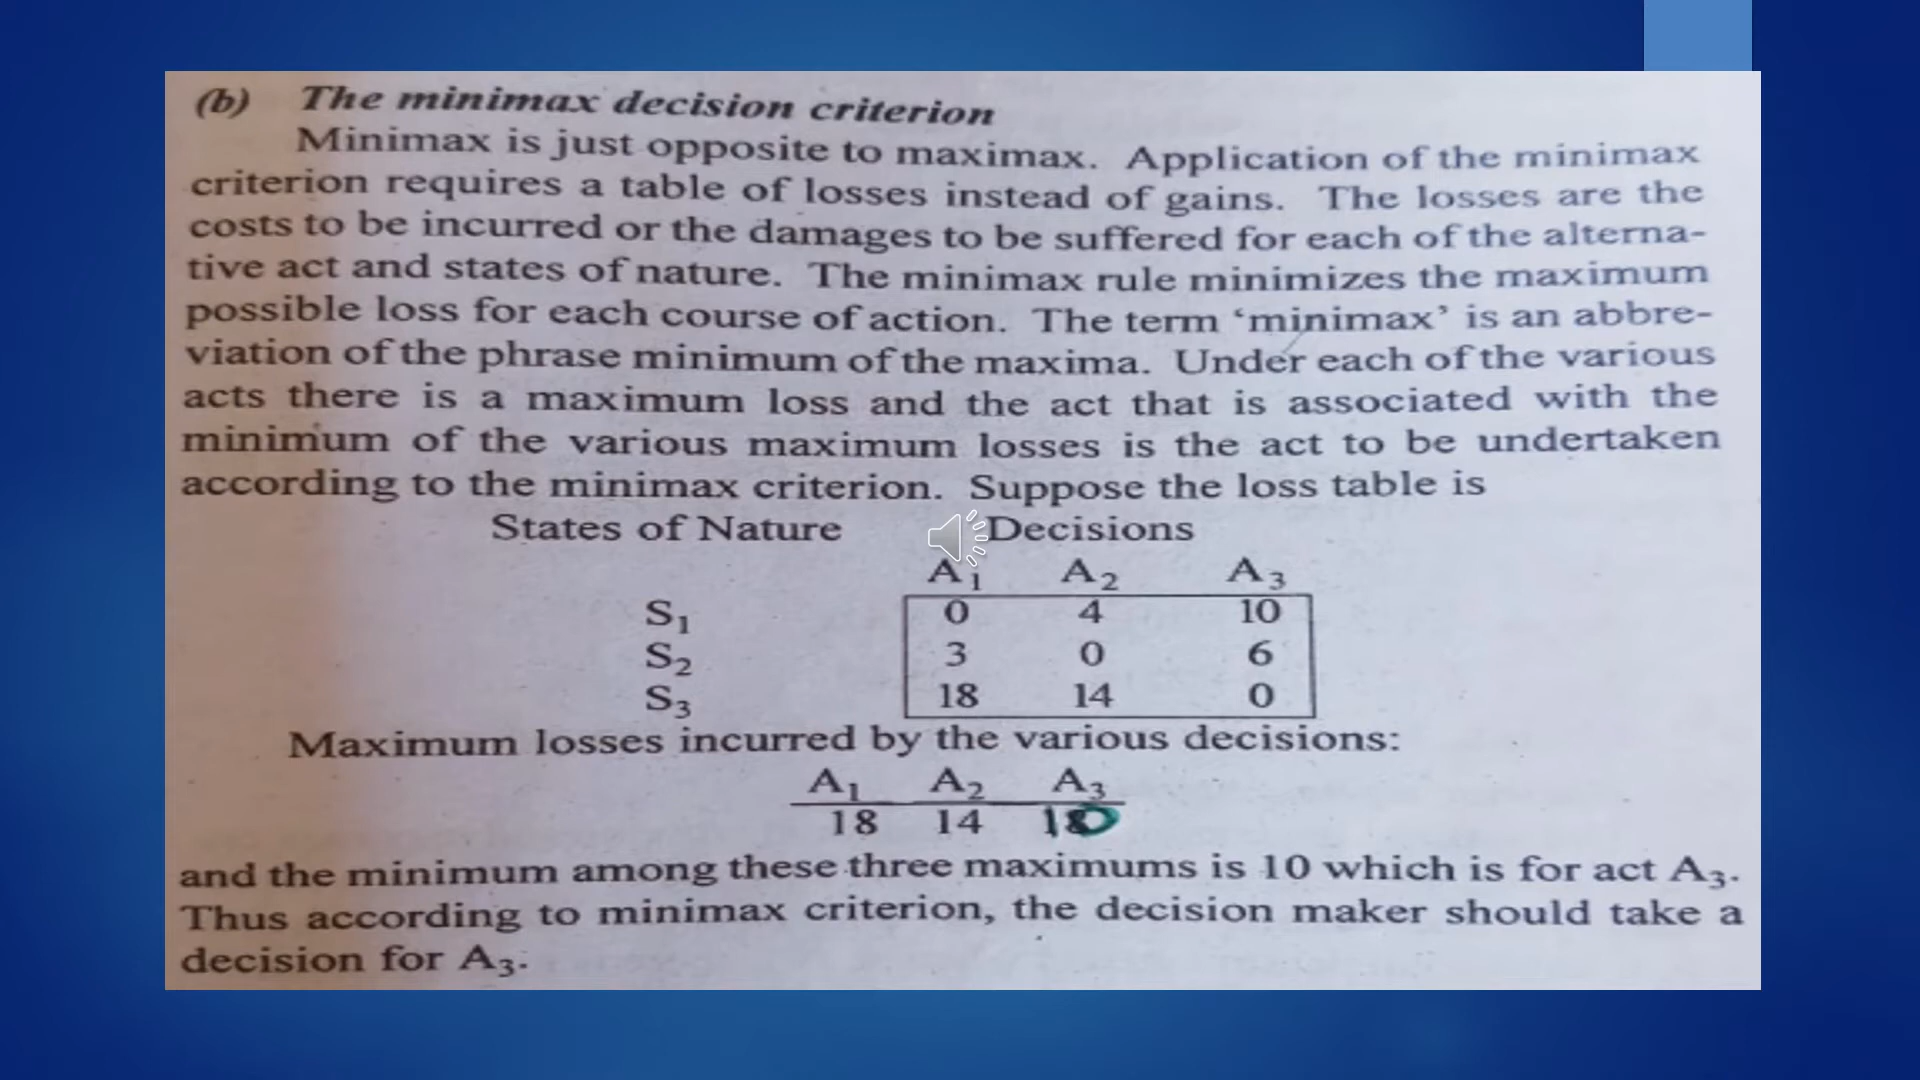 (b) The minimax decision criterion
Minimax is just opposite to maximax. Application of the minimax
criterion requires a table of losses instead of gains. The losses are the
costs to be incurred or the damages to be suffered for each of the alterna-
tive act and states of nature. The minimax rule minimizes the maximum
possible loss for each course of action. The term ‘minimax’ is an abbre-
viation of the phrase minimum of the maxima. Under each of the various
acts there is a maximum loss and the act that is associated with the
minimum of the various maximum losses is the act to be undertaken
according to the minimax criterion. Suppose the loss table is
States of Nature Decisions
A1 A2 A3
S1 0 4 10
S2 3 0 6
S3 18 14 0
Maximum losses incurred by the various decisions:
A1 A2 A3
18 14 10
and the minimum among these three maximums is 10 which is for act A3.
Thus according to minimax criterion, the decision maker should take a
decision for A3.